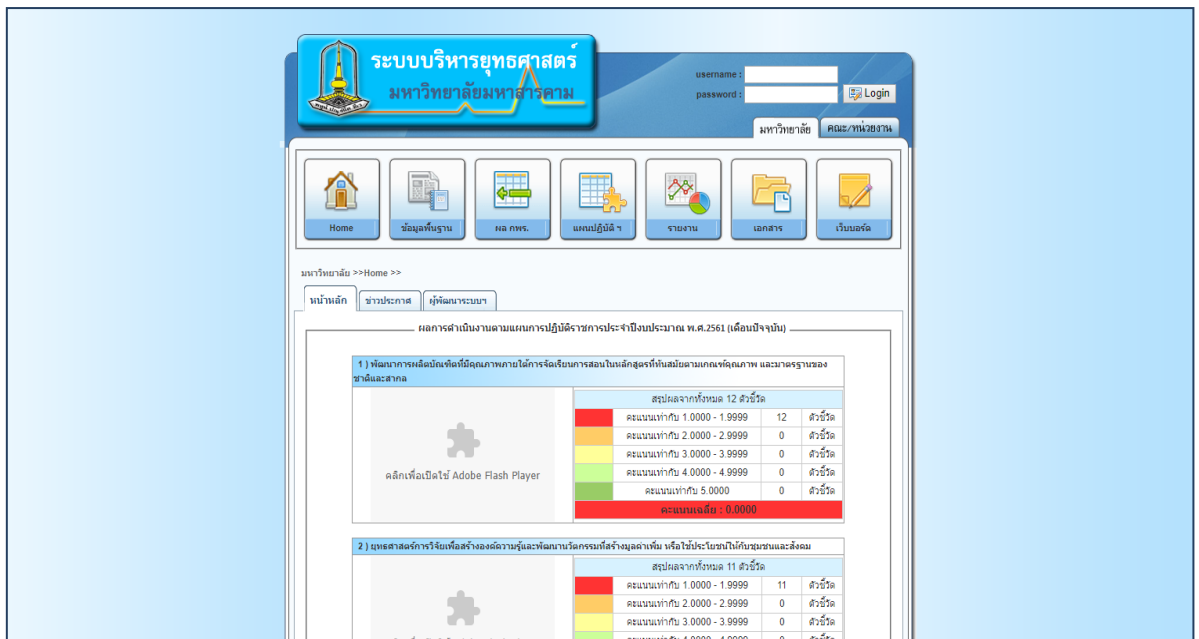 ระบบบริหารยุทธศาสตร์
มหาวิทยาลัยมหาสารคาม
username :
password :
Login
มหาวิทยาลัย
คณะ/หน่วยงาน
Home
ข้อมูลพื้นฐาน
ผล กพร.
แผนปฏิบัติ ฯ
รายงาน
เอกสาร
เว็บบอร์ด
มหาวิทยาลัย >>Home >>
หน้าหลัก
ข่าวประกาศ
ผู้พัฒนาระบบฯ
ผลการดำเนินงานตามแผนการปฏิบัติราชการประจำปีงบประมาณ พ.ศ.2561 (เดือนปัจจุบัน)
1 ) พัฒนาการผลิตบัณฑิตที่มีคุณภาพภายใต้การจัดเรียนการสอนในหลักสูตรที่ทันสมัยตามเกณฑ์คุณภาพ และมาตรฐานของ
ชาติและสากล
สรุปผลจากทั้งหมด 12 ตัวชี้วัด
คะแนนเท่ากับ 1.0000 - 1.9999 12 ตัวชี้วัด
คะแนนเท่ากับ 2.0000 - 2.9999 0 ตัวชี้วัด
คะแนนเท่ากับ 3.0000 - 3.9999 0 ตัวชี้วัด
คะแนนเท่ากับ 4.0000 - 4.9999 0 ตัวชี้วัด
คะแนนเท่ากับ 5.0000 0 ตัวชี้วัด
คะแนนเฉลี่ย : 0.0000
คลิกเพื่อเปิดใช้ Adobe Flash Player
2 ) ยุทธศาสตร์การวิจัยเพื่อสร้างองค์ความรู้และพัฒนานวัตกรรมที่สร้างมูลค่าเพิ่ม หรือใช้ประโยชน์ให้กับชุมชนและสังคม
สรุปผลจากทั้งหมด 11 ตัวชี้วัด
คะแนนเท่ากับ 1.0000 - 1.9999 11 ตัวชี้วัด
คะแนนเท่ากับ 2.0000 - 2.9999 0 ตัวชี้วัด
คะแนนเท่ากับ 3.0000 - 3.9999 0 ตัวชี้วัด